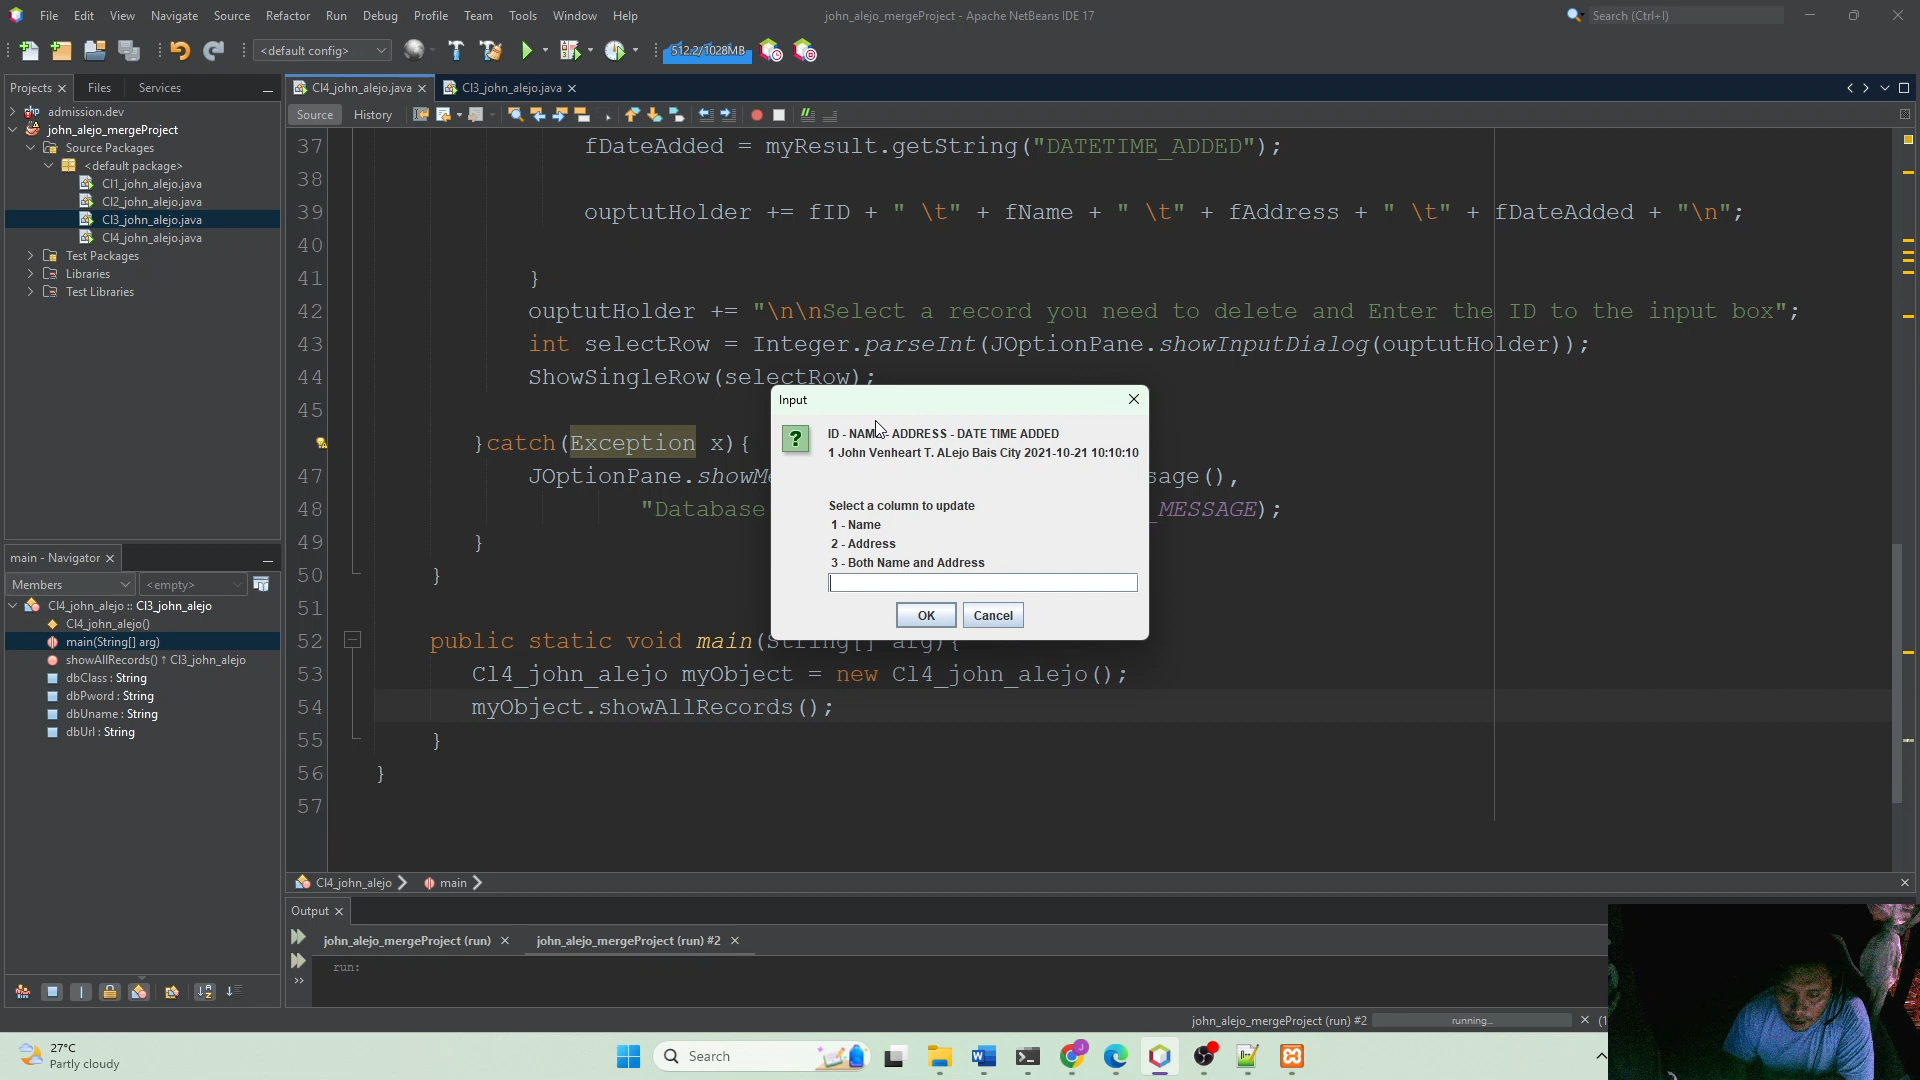 File Edit View Navigate Source Refactor Run Debug Profile Team Tools Window Help
john_alejo_mergeProject - Apache NetBeans IDE 17
Search (Ctrl+I)
<default config>
512.2/1028MB
Projects
Files
Services
admission.dev
john_alejo_mergeProject
Source Packages
<default package>
Cl1_john_alejo.java
Cl2_john_alejo.java
Cl3_john_alejo.java
Cl4_john_alejo.java
Test Packages
Libraries
Test Libraries
Cl4_john_alejo.java
Cl3_john_alejo.java
Source
History
37 fDateAdded = myResult.getString("DATETIME_ADDED");
38
39 ouptutHolder += fID + " \t" + fName + " \t" + fAddress + " \t" + fDateAdded + "\n";
40
41 }
42 ouptutHolder += "\n\nSelect a record you need to delete and Enter the ID to the input box";
43 int selectRow = Integer.parseInt(JOptionPane.showInputDialog(ouptutHolder));
44 ShowSingleRow(selectRow);
45
}catch(Exception x){
47 JOptionPane.showM sage(),
48 "Database _MESSAGE);
49 }
50 }
51
52 public static void main(String[] arg){
53 Cl4_john_alejo myObject = new Cl4_john_alejo();
54 myObject.showAllRecords();
55 }
56 }
57
Input
ID - NAME - ADDRESS - DATE TIME ADDED
1 John Venheart T. ALejo Bais City 2021-10-21 10:10:10
Select a column to update
1 - Name
2 - Address
3 - Both Name and Address
OK
Cancel
main - Navigator
Members
<empty>
Cl4_john_alejo :: Cl3_john_alejo
Cl4_john_alejo()
main(String[] arg)
showAllRecords() ↑ Cl3_john_alejo
dbClass : String
dbPword : String
dbUname : String
dbUrl : String
Cl4_john_alejo
main
Output
john_alejo_mergeProject (run)
john_alejo_mergeProject (run) #2
run:
john_alejo_mergeProject (run) #2
running...
(1
27°C
Partly cloudy
Search